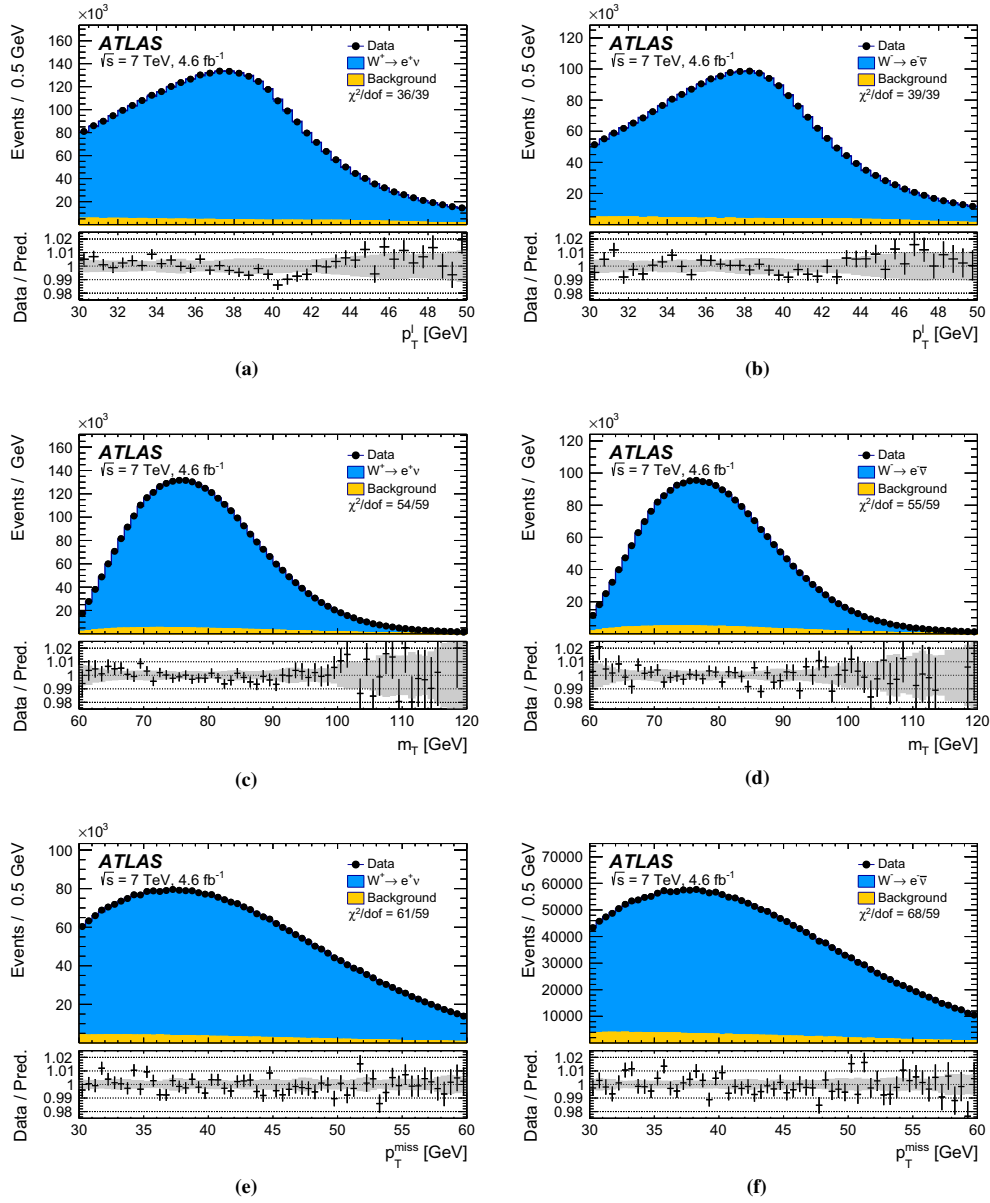 ×10³
Events / 0.5 GeV
160
140
120
100
80
60
40
20
ATLAS
√s = 7 TeV, 4.6 fb⁻¹
Data
W⁺→ e⁺ν
Background
χ²/dof = 36/39
Data / Pred.
1.02
1.01
1
0.99
0.98
30 32 34 36 38 40 42 44 46 48 50
p_T^l [GeV]
(a)
×10³
Events / 0.5 GeV
120
100
80
60
40
20
ATLAS
√s = 7 TeV, 4.6 fb⁻¹
Data
W⁻→ e⁻ν̅
Background
χ²/dof = 39/39
Data / Pred.
1.02
1.01
1
0.99
0.98
30 32 34 36 38 40 42 44 46 48 50
p_T^l [GeV]
(b)
×10³
Events / GeV
160
140
120
100
80
60
40
20
ATLAS
√s = 7 TeV, 4.6 fb⁻¹
Data
W⁺→ e⁺ν
Background
χ²/dof = 54/59
Data / Pred.
1.02
1.01
1
0.99
0.98
60 70 80 90 100 110 120
m_T [GeV]
(c)
×10³
Events / GeV
120
100
80
60
40
20
ATLAS
√s = 7 TeV, 4.6 fb⁻¹
Data
W⁻→ e⁻ν̅
Background
χ²/dof = 55/59
Data / Pred.
1.02
1.01
1
0.99
0.98
60 70 80 90 100 110 120
m_T [GeV]
(d)
×10³
Events / 0.5 GeV
100
80
60
40
20
ATLAS
√s = 7 TeV, 4.6 fb⁻¹
Data
W⁺→ e⁺ν
Background
χ²/dof = 61/59
Data / Pred.
1.02
1.01
1
0.99
0.98
30 35 40 45 50 55 60
p_T^miss [GeV]
(e)
Events / 0.5 GeV
70000
60000
50000
40000
30000
20000
10000
ATLAS
√s = 7 TeV, 4.6 fb⁻¹
Data
W⁻→ e⁻ν̅
Background
χ²/dof = 68/59
Data / Pred.
1.02
1.01
1
0.99
0.98
30 35 40 45 50 55 60
p_T^miss [GeV]
(f)